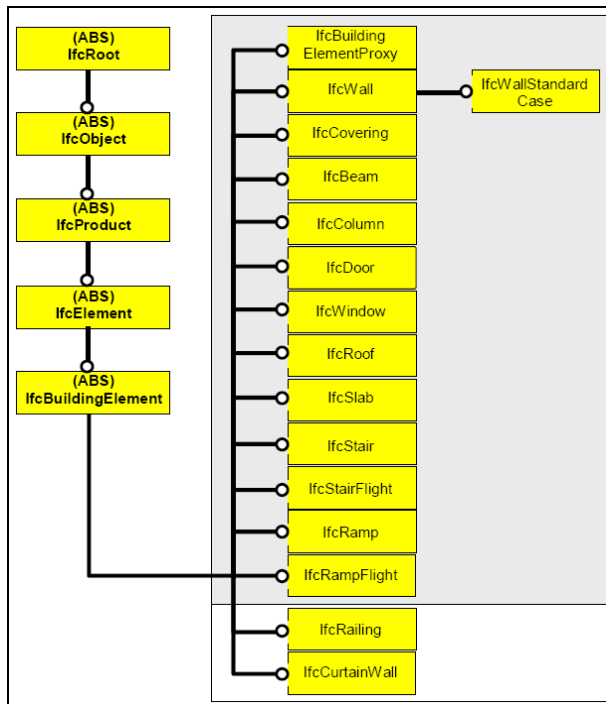 (ABS)
IfcRoot
(ABS)
IfcObject
(ABS)
IfcProduct
(ABS)
IfcElement
(ABS)
IfcBuildingElement
IfcBuilding
ElementProxy
IfcWall
IfcWallStandard
Case
IfcCovering
IfcBeam
IfcColumn
IfcDoor
IfcWindow
IfcRoof
IfcSlab
IfcStair
IfcStairFlight
IfcRamp
IfcRampFlight
IfcRailing
IfcCurtainWall